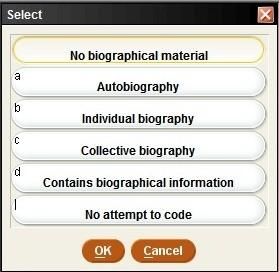 Select
No biographical material
a
Autobiography
b
Individual biography
c
Collective biography
d
Contains biographical information
|
No attempt to code
OK Cancel